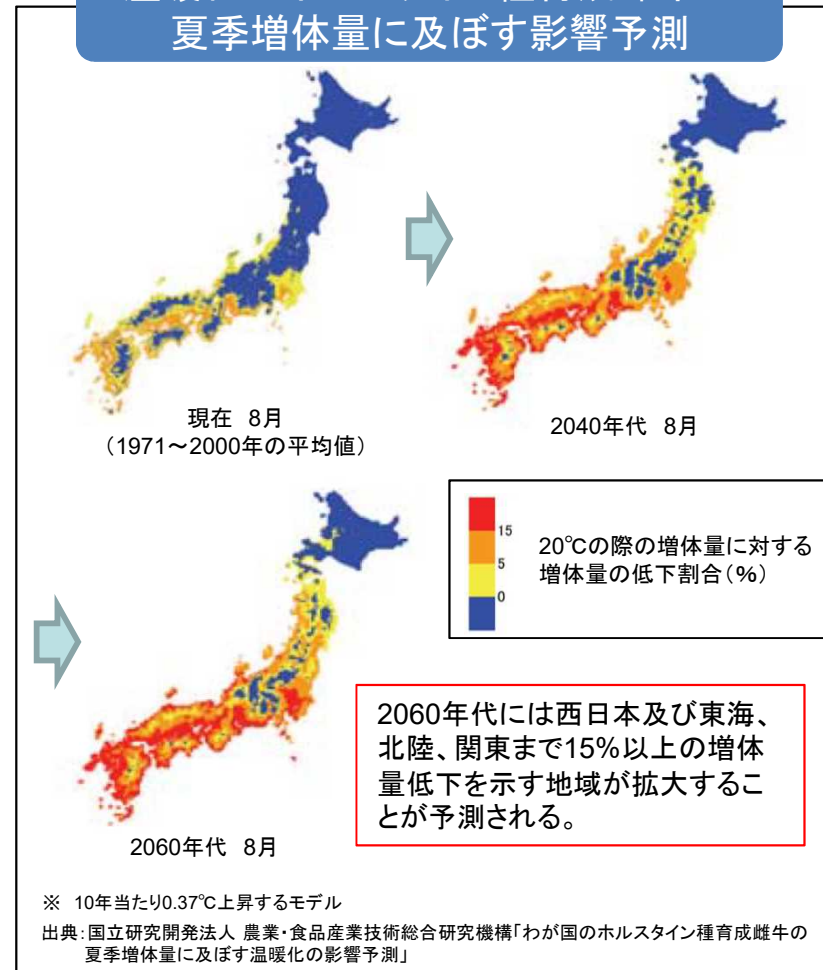 夏季増体量に及ぼす影響予測
現在 8月
（1971～2000年の平均値）
2040年代 8月
15
5
0
20℃の際の増体量に対する
増体量の低下割合（%）
2060年代には西日本及び東海、
北陸、関東まで15%以上の増体
量低下を示す地域が拡大するこ
とが予測される。
2060年代 8月
※ 10年当たり0.37℃上昇するモデル
出典：国立研究開発法人 農業・食品産業技術総合研究機構「わが国のホルスタイン種育成雌牛の
夏季増体量に及ぼす温暖化の影響予測」